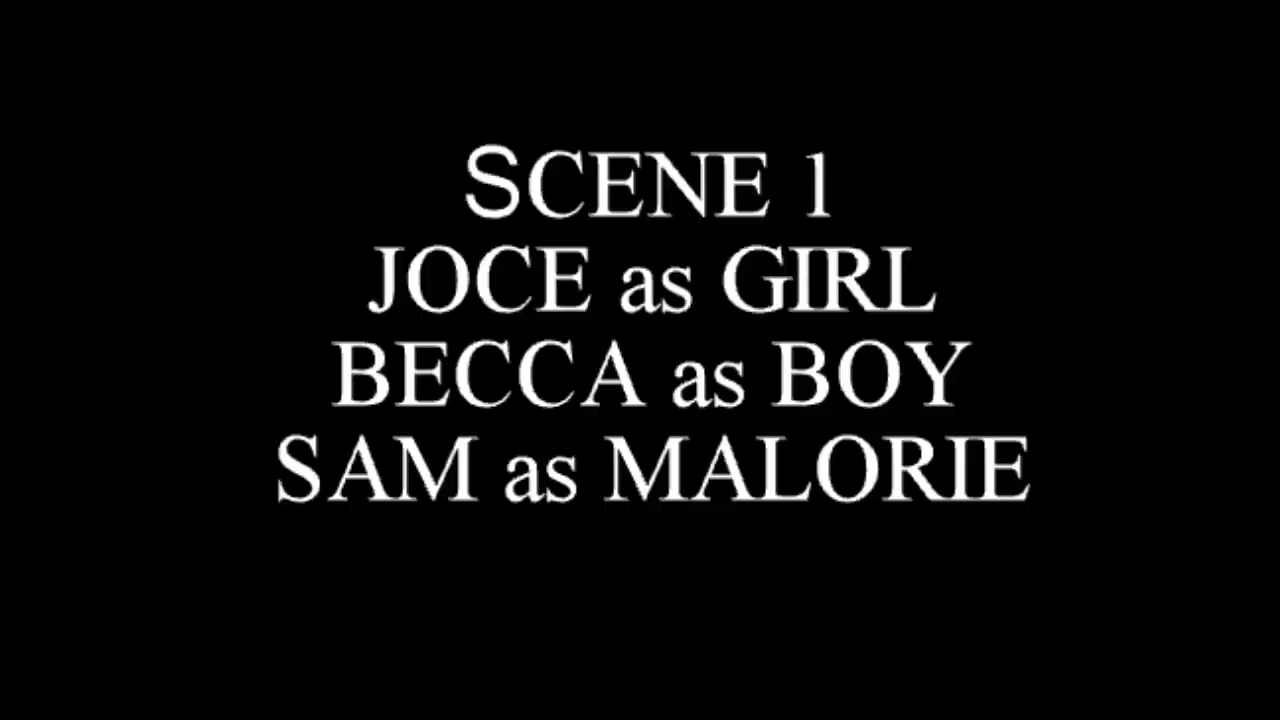 SCENE 1
JOCE as GIRL
BECCA as BOY
SAM as MALORIE